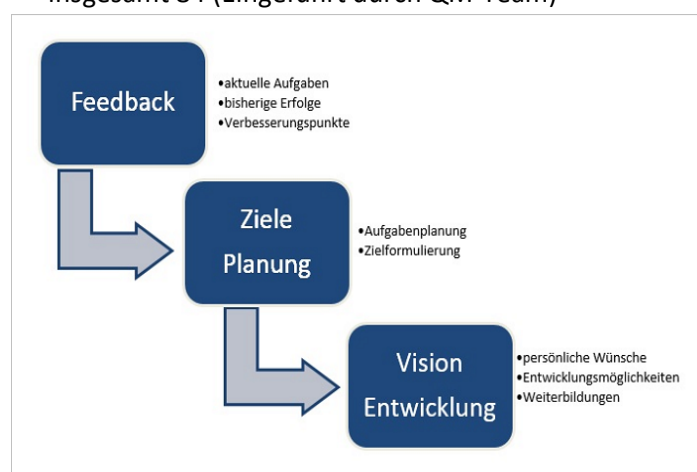 Feedback
•aktuelle Aufgaben
•bisherige Erfolge
•Verbesserungspunkte
Ziele
Planung
•Aufgabenplanung
•Zielformulierung
Vision
Entwicklung
•persönliche Wünsche
•Entwicklungsmöglichkeiten
•Weiterbildungen